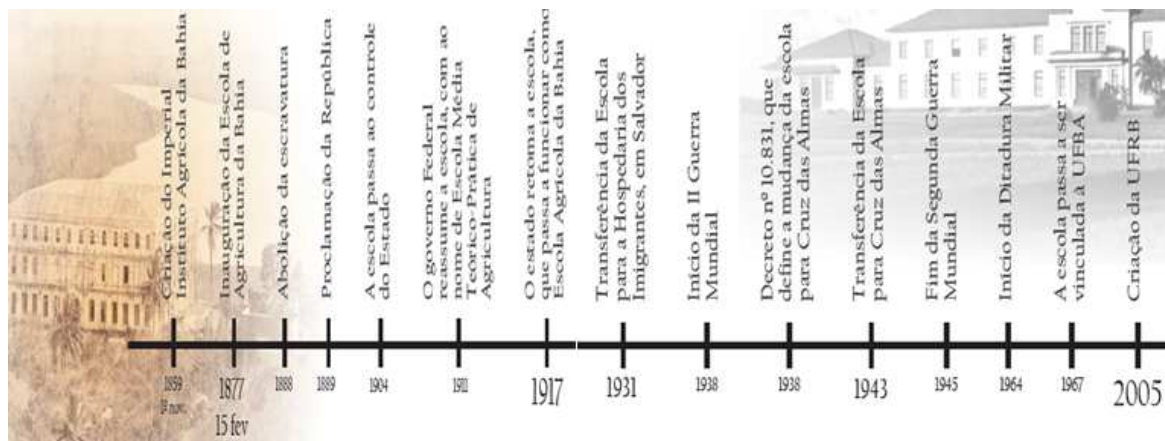 Criação do Imperial
Instituto Agrícola da Bahia
Inauguração da Escola de
Agricultura da Bahia
Abolição da escravatura
Proclamação da República
A escola passa ao controle
do Estado
O governo Federal
reassume a escola, com ao
nome de Escola Média
Teórico-Prática de
Agricultura
O estado retoma a escola,
que passa a funcionar como
Escola Agrícola da Bahia
Transferência da Escola
para a Hospedaria dos
Imigrantes, em Salvador
Início da II Guerra
Mundial
Decreto nº 10.831, que
define a mudança da escola
para Cruz das Almas
Transferência da Escola
para Cruz das Almas
Fim da Segunda Guerra
Mundial
Início da Ditadura Militar
A escola passa a ser
vinculada à UFBA
Criação da UFRB
1859
1º nov.
1877
15 fev
1888
1889
1904
1911
1917
1931
1938
1938
1943
1945
1964
1967
2005